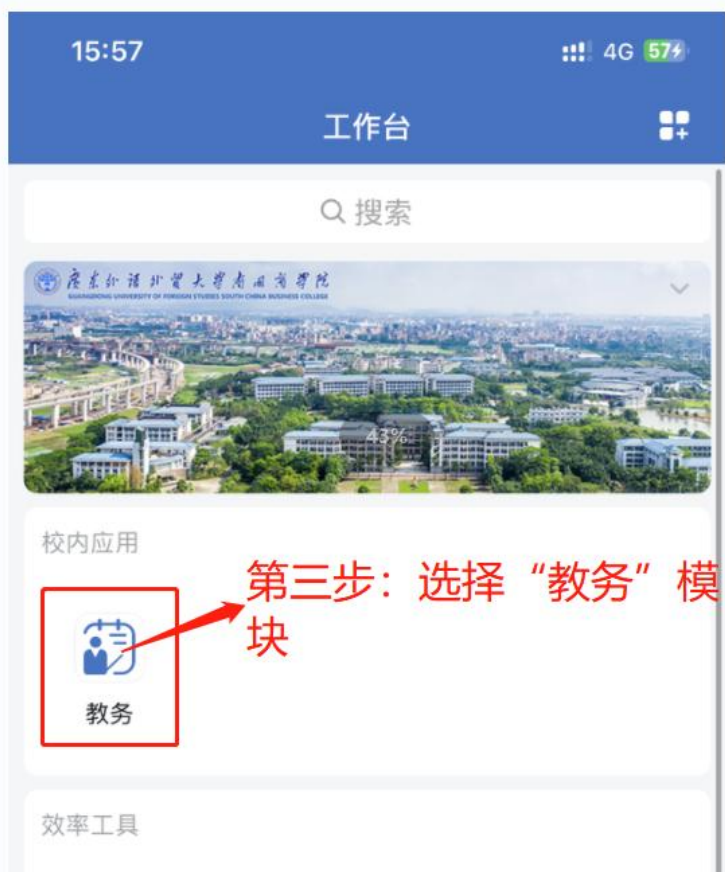 15:57
4G 57
工作台
搜索
广东外语外贸大学南国商学院
GUANGDONG UNIVERSITY OF FOREIGN STUDIES SOUTH CHINA BUSINESS COLLEGE
43%
校内应用
第三步：选择“教务”模
块
教务
效率工具